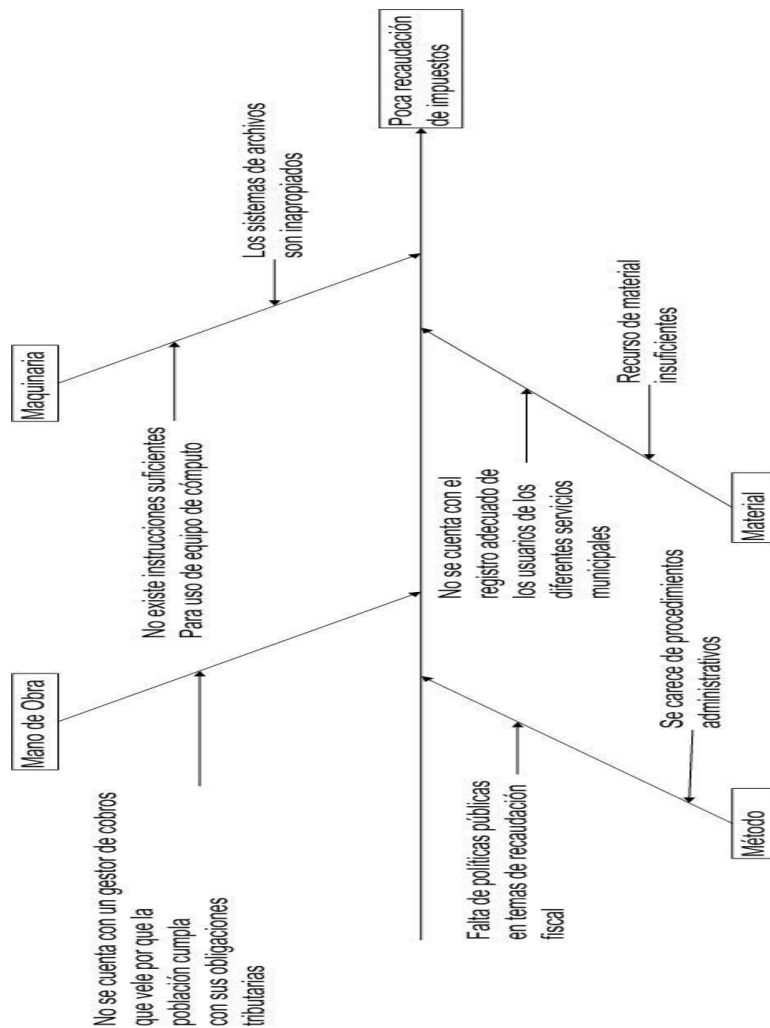 Mano de Obra
Maquinaria
No se cuenta con un gestor de cobros
que vele por que la
población cumpla
con sus obligaciones
tributarias
No existe instrucciones suficientes
Para uso de equipo de cómputo
Los sistemas de archivos
son inapropiados
Poca recaudación
de impuestos
Falta de políticas públicas
en temas de recaudación
fiscal
Se carece de procedimientos
administrativos
No se cuenta con el
registro adecuado de
los usuarios de los
diferentes servicios
municipales
Recurso de material
insuficientes
Método
Material